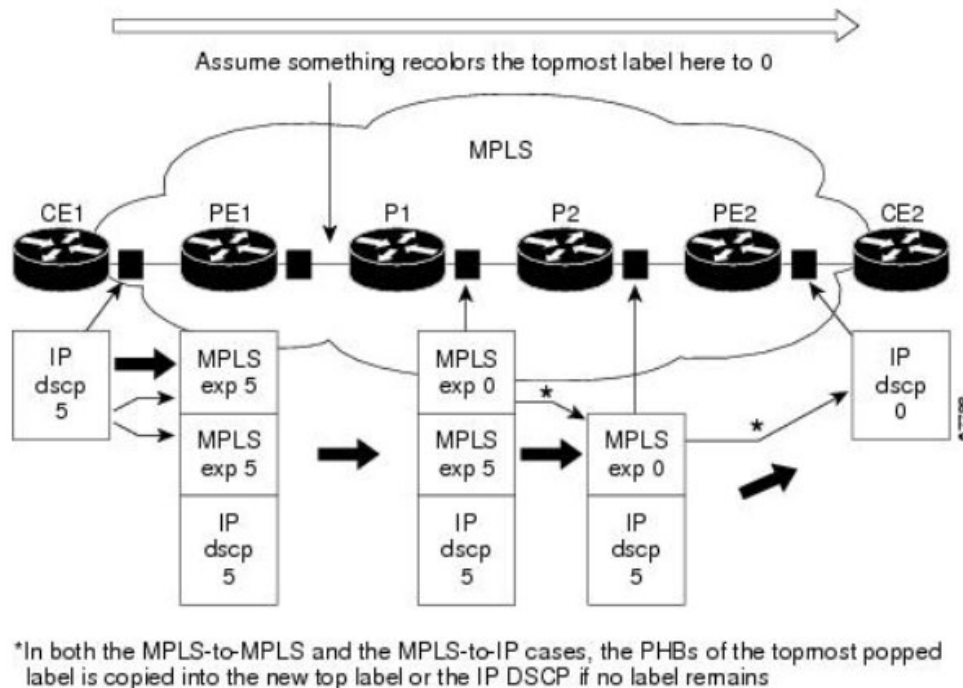 Assume something recolors the topmost label here to 0
MPLS
CE1
PE1
P1
P2
PE2
CE2
IP
dscp
5
MPLS
exp 5
MPLS
exp 5
IP
dscp
5
MPLS
exp 0
MPLS
exp 5
IP
dscp
5
*
MPLS
exp 0
IP
dscp
5
*
IP
dscp
0
*In both the MPLS-to-MPLS and the MPLS-to-IP cases, the PHBs of the topmost popped
label is copied into the new top label or the IP DSCP if no label remains